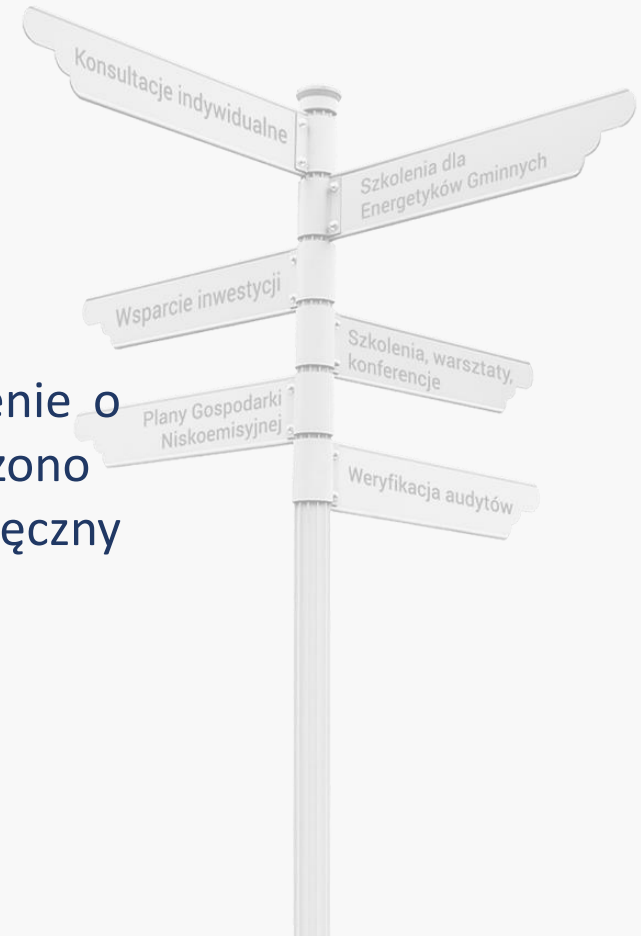 Konsultacje indywidualne
Szkolenia dla
Energetyków Gminnych
Wsparcie inwestycji
Szkolenia, warsztaty,
konferencje
enie o
Plany Gospodarki
Niskoemisyjnej
zono
Weryfikacja audytów
ęczny